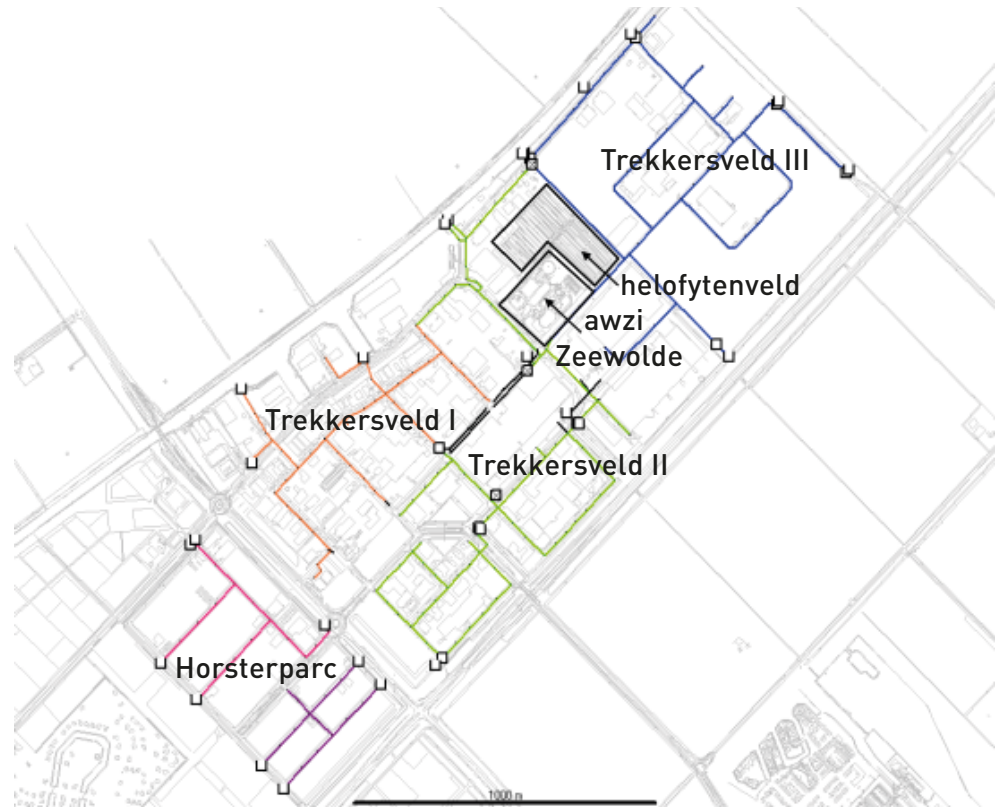 Trekkersveld III
helofytenveld
awzi
Zeewolde
Trekkersveld I
Trekkersveld II
Horsterparc
1000 m